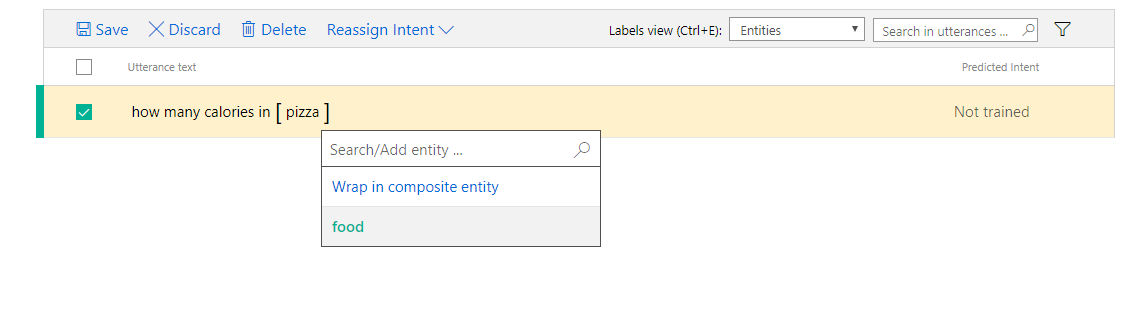 Save Discard Delete Reassign Intent Labels view (Ctrl+E): Entities Search in utterances ...
Utterance text Predicted Intent
how many calories in [ pizza ] Not trained
Search/Add entity ...
Wrap in composite entity
food